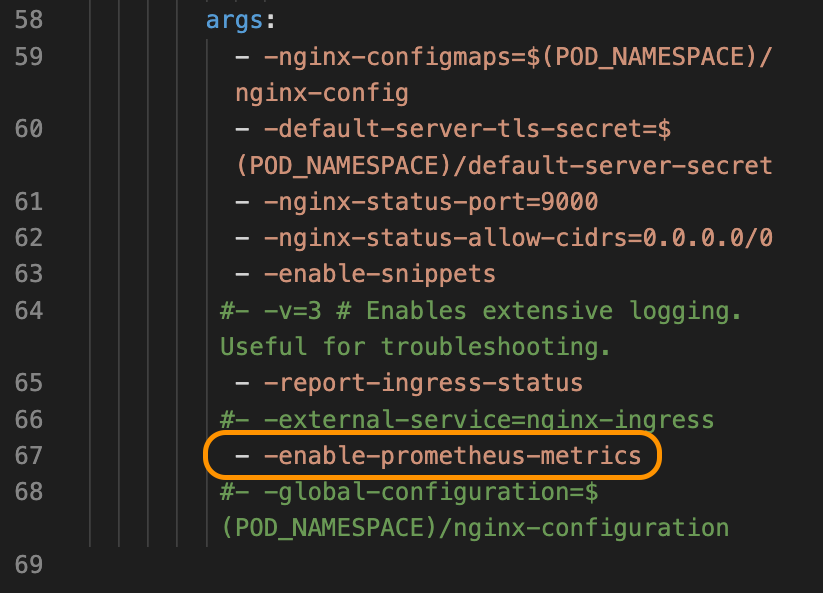 58 args:
59 - -nginx-configmaps=$(POD_NAMESPACE)/
nginx-config
60 - -default-server-tls-secret=$
(POD_NAMESPACE)/default-server-secret
61 - -nginx-status-port=9000
62 - -nginx-status-allow-cidrs=0.0.0.0/0
63 - -enable-snippets
64 #- -v=3 # Enables extensive logging.
Useful for troubleshooting.
65 - -report-ingress-status
66 #- -external-service=nginx-ingress
67 - -enable-prometheus-metrics
68 #- -global-configuration=$
(POD_NAMESPACE)/nginx-configuration
69